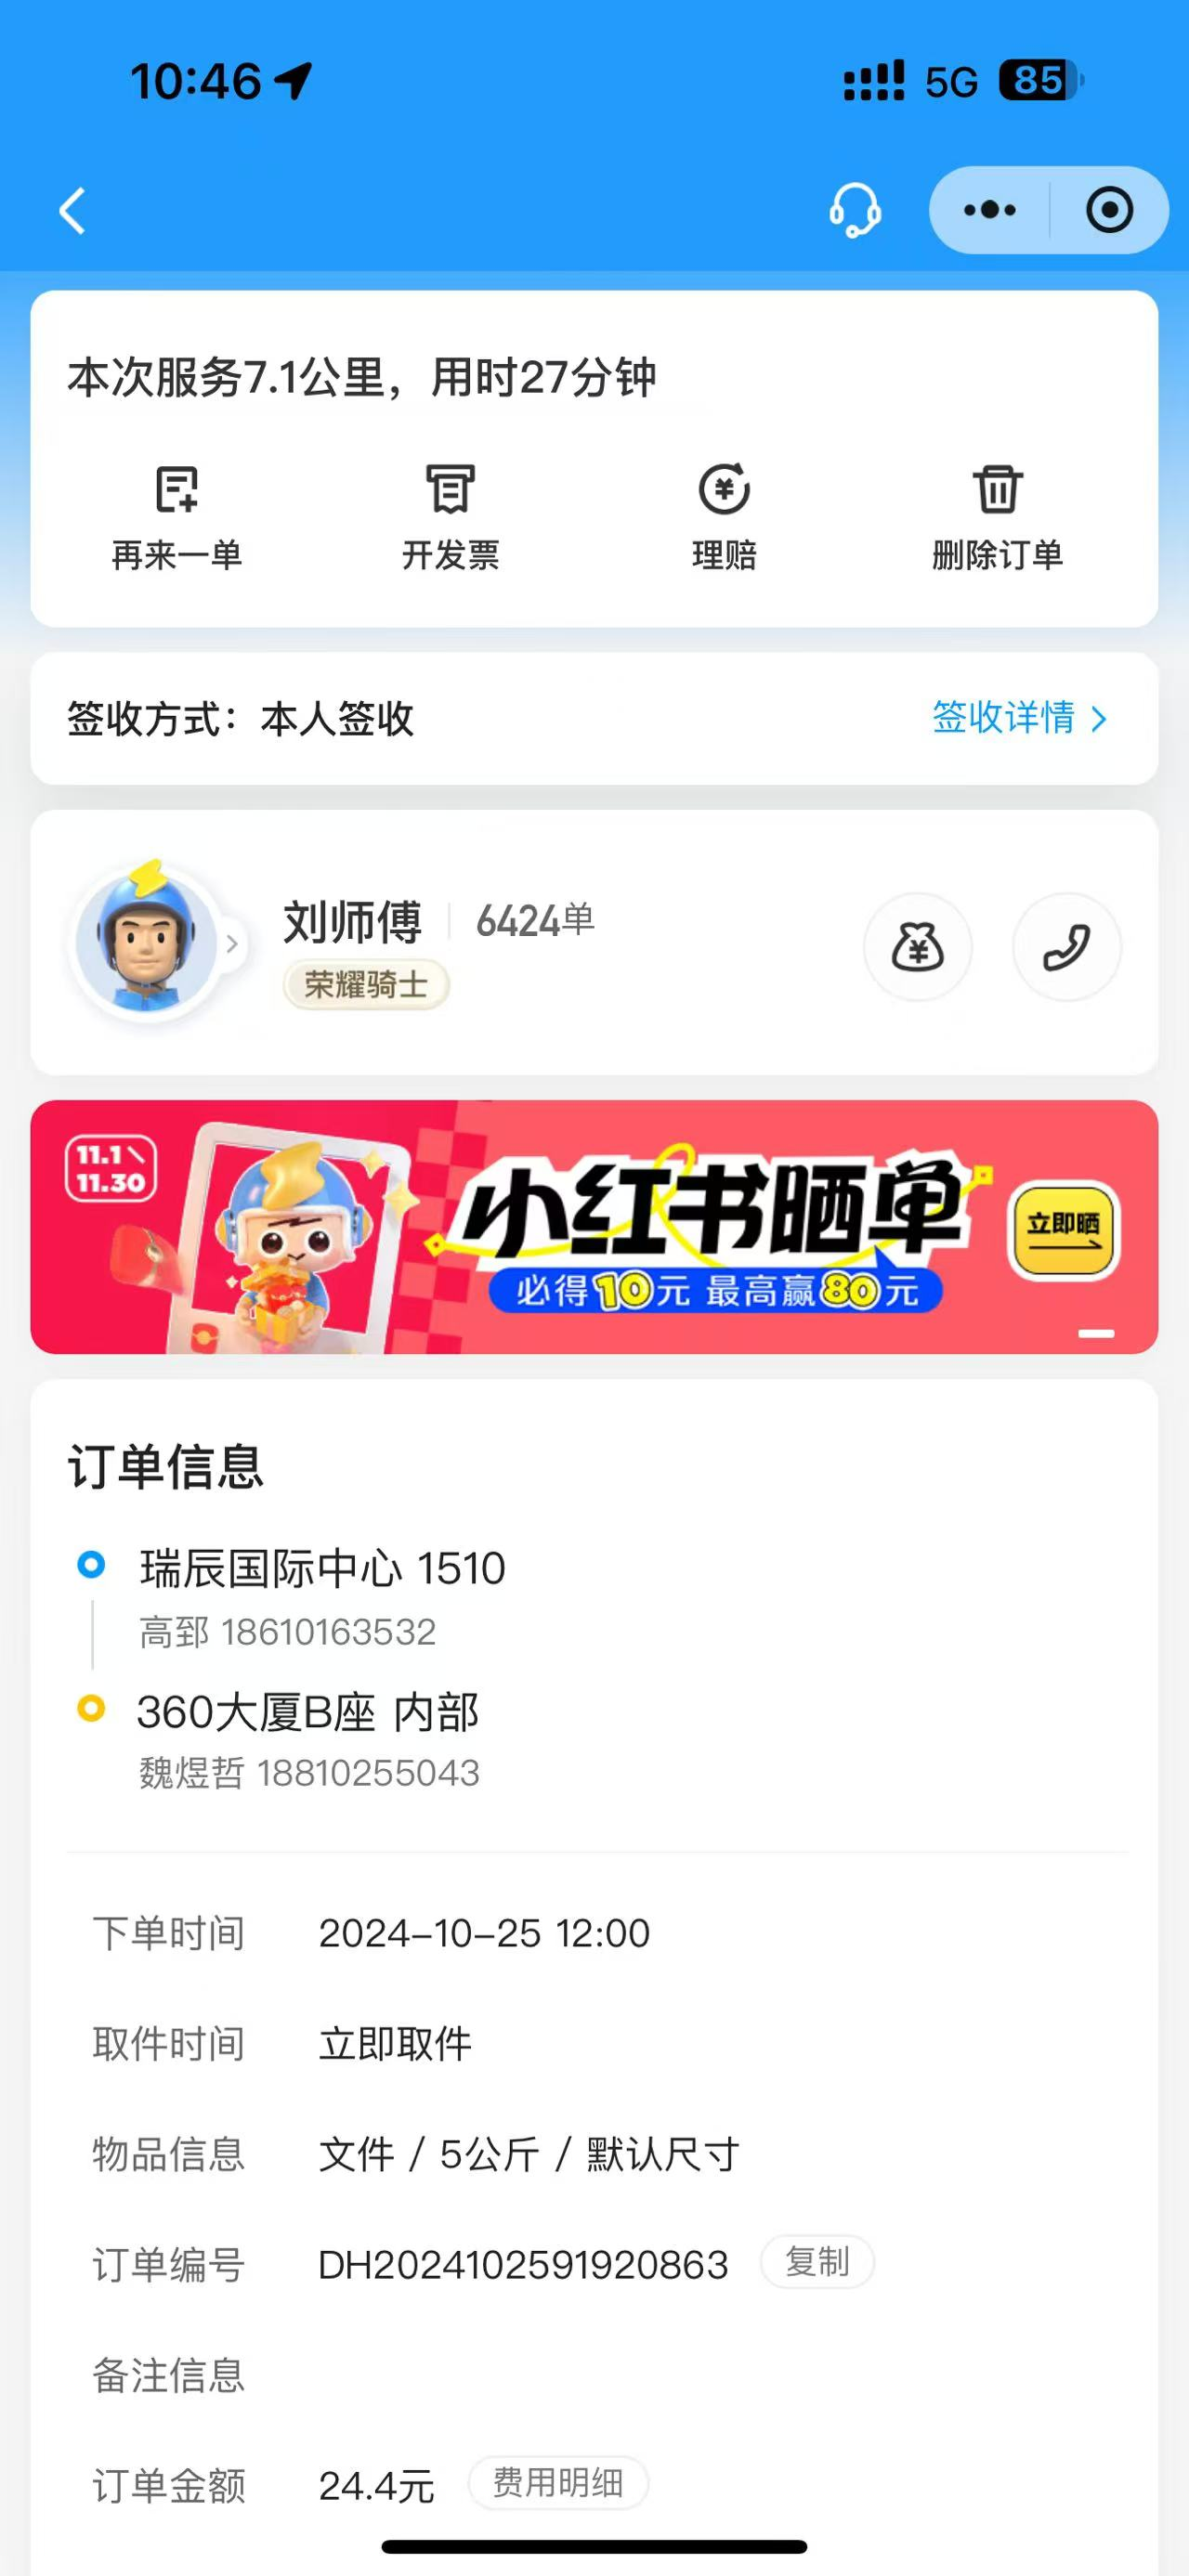 10:46 5G 85
本次服务7.1公里，用时27分钟
再来一单 开发票 理赔 删除订单
签收方式：本人签收 签收详情
刘师傅 6424单
荣耀骑士
11.1
11.30
小红书晒单
立即晒
必得10元 最高赢80元
订单信息
瑞辰国际中心 1510
高郅 18610163532
360大厦B座 内部
魏煜哲 18810255043
下单时间 2024-10-25 12:00
取件时间 立即取件
物品信息 文件 / 5公斤 / 默认尺寸
订单编号 DH2024102591920863 复制
备注信息
订单金额 24.4元 费用明细